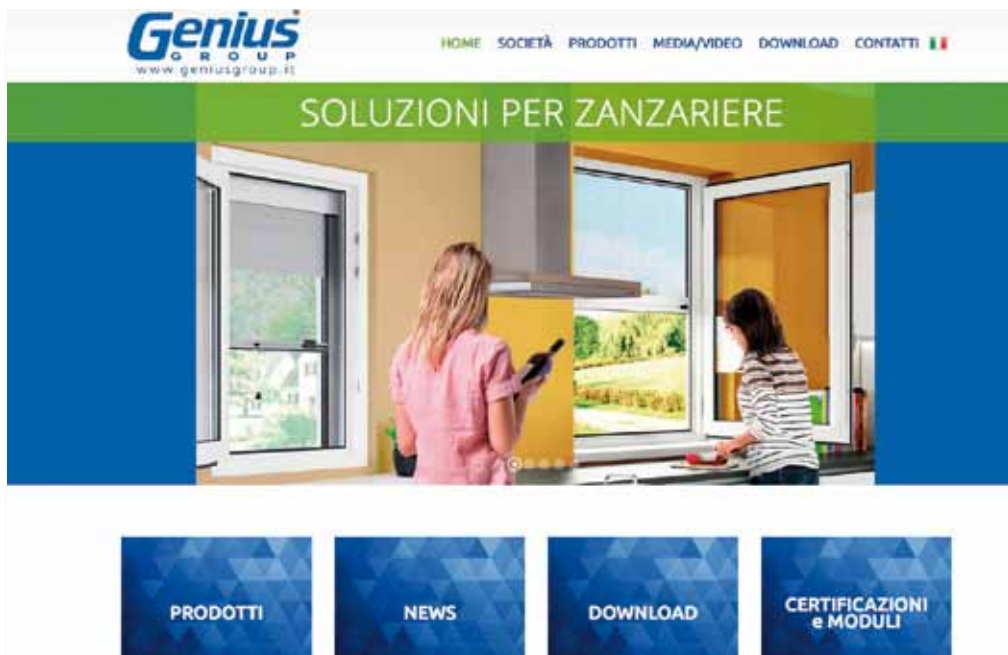 Genius
GROUP
www.geniusgroup.it
HOME SOCIETÀ PRODOTTI MEDIA/VIDEO DOWNLOAD CONTATTI
SOLUZIONI PER ZANZARIERE
PRODOTTI
NEWS
DOWNLOAD
CERTIFICAZIONI
e MODULI